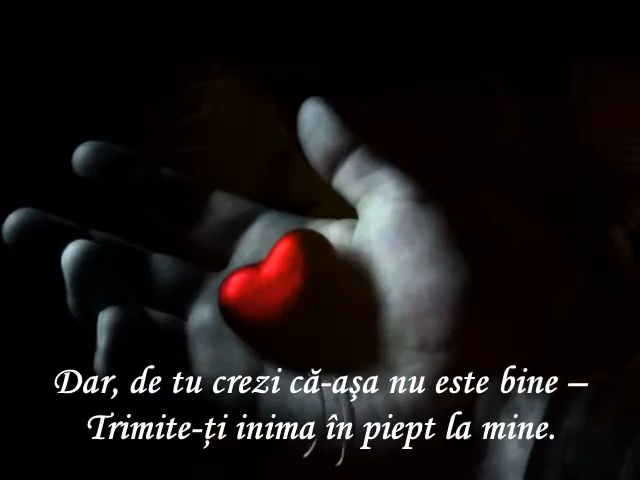 Dar, de tu crezi că-aşa nu este bine –
Trimite-ți inima în piept la mine.